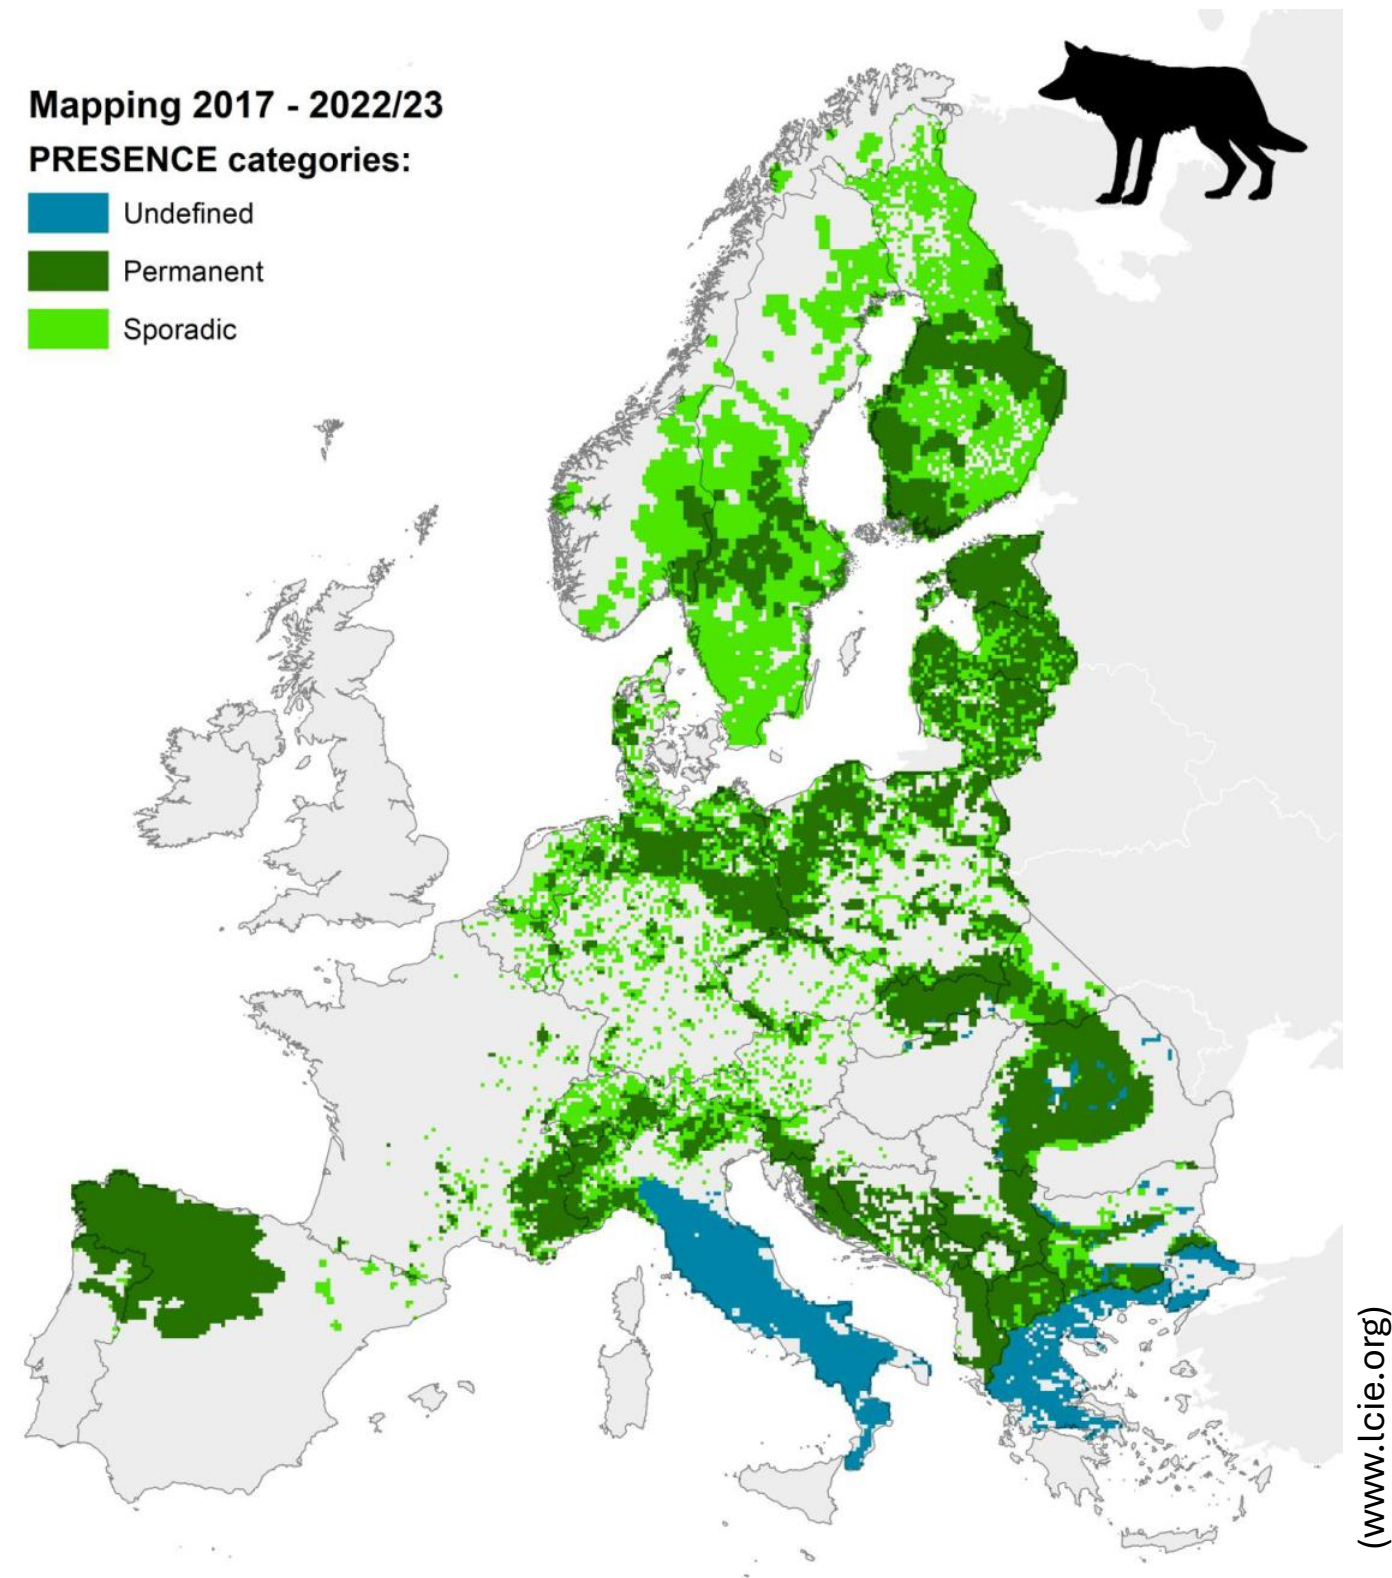 Mapping 2017 - 2022/23
PRESENCE categories:
Undefined
Permanent
Sporadic
(www.lcie.org)